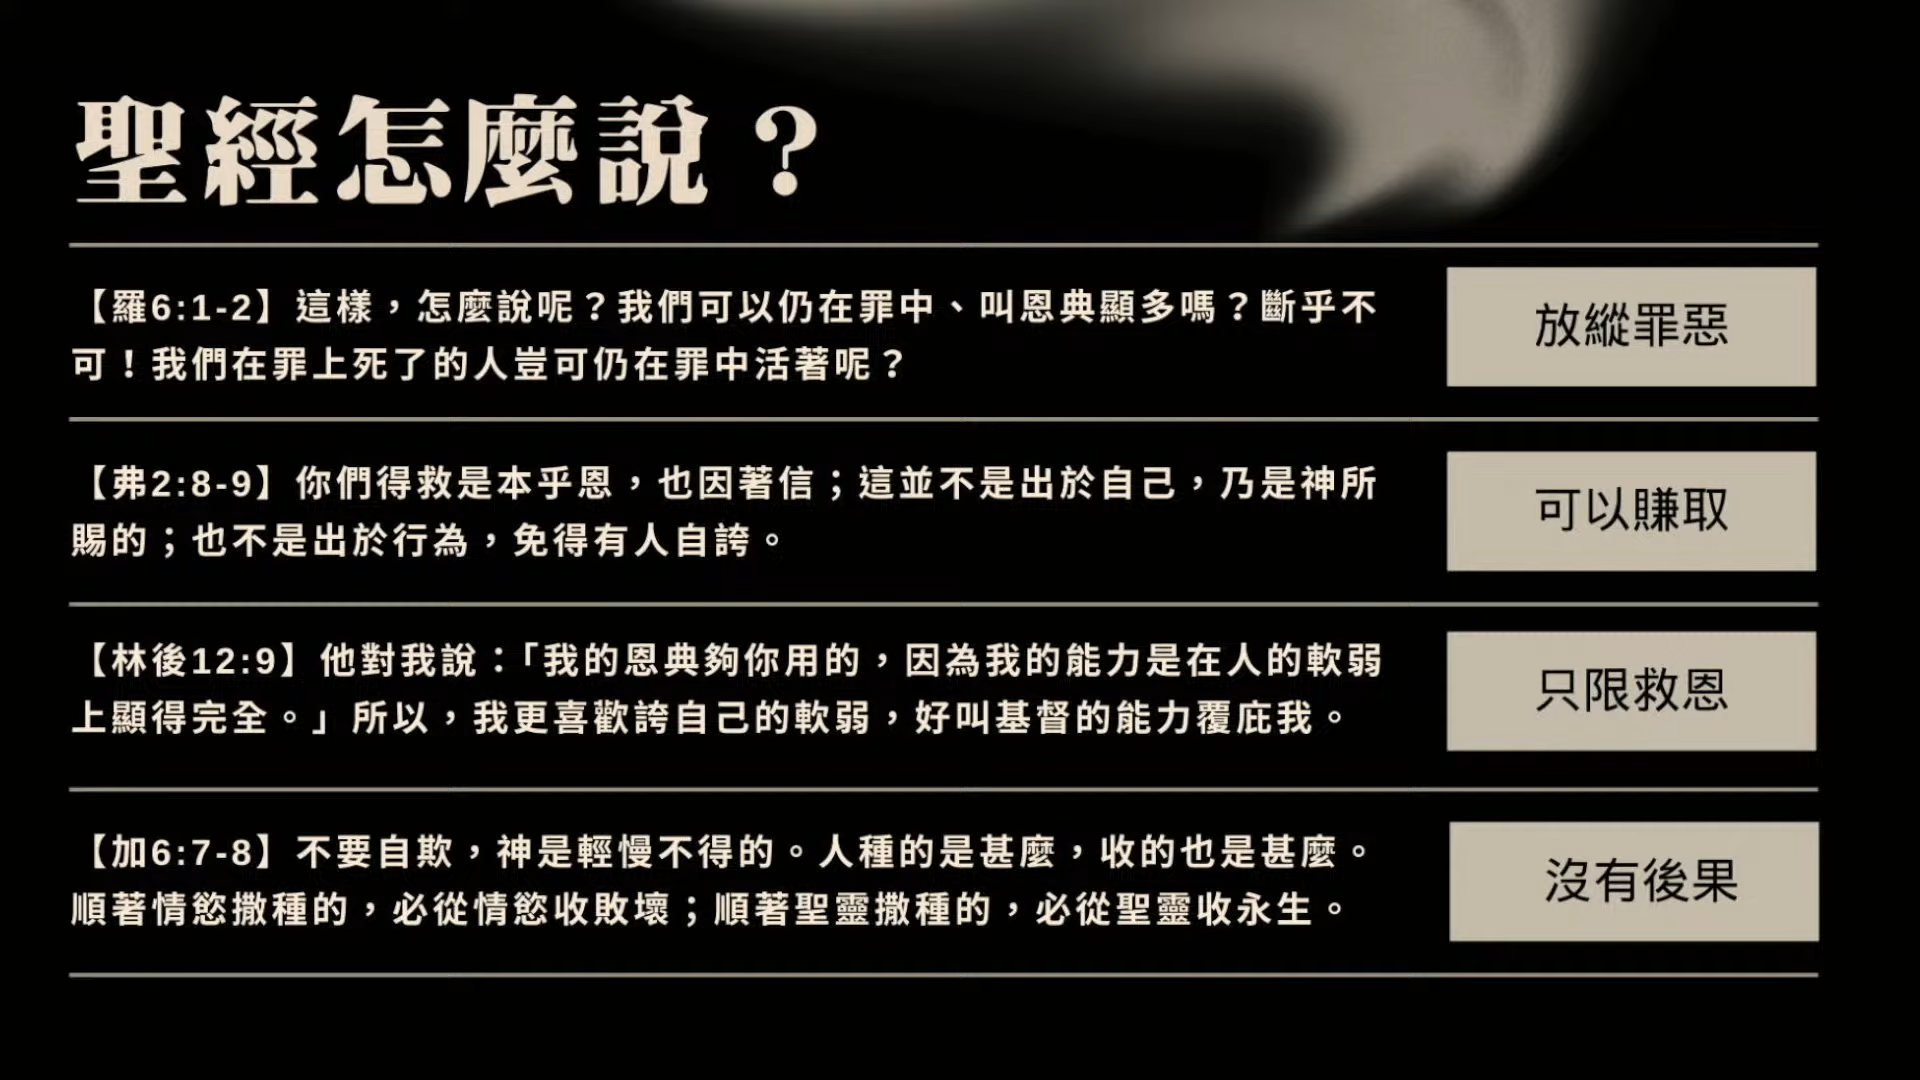 聖經怎麼說？
【羅6:1-2】這樣，怎麼說呢？我們可以仍在罪中、叫恩典顯多嗎？斷乎不
可！我們在罪上死了的人豈可仍在罪中活著呢？
放縱罪惡
【弗2:8-9】你們得救是本乎恩，也因著信；這並不是出於自己，乃是神所
賜的；也不是出於行為，免得有人自誇。
可以賺取
【林後12:9】他對我說：「我的恩典夠你用的，因為我的能力是在人的軟弱
上顯得完全。」所以，我更喜歡誇自己的軟弱，好叫基督的能力覆庇我。
只限救恩
【加6:7-8】不要自欺，神是輕慢不得的。人種的是甚麼，收的也是甚麼。
順著情慾撒種的，必從情慾收敗壞；順著聖靈撒種的，必從聖靈收永生。
沒有後果